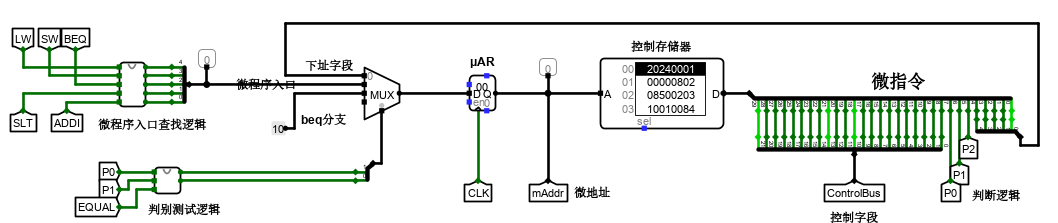 LW SW BEQ
SLT ADDI
微程序入口查找逻辑
0
微程序入口
下址字段
0
MUX
0
10
beq分支
P0
P1
EQUAL
判别测试逻辑
μAR
00
D Q
en0
CLK
0
mAddr
微地址
控制存储器
A
00 20240001
01 00000802
02 08500203
03 10010084
D
sel
微指令
ControlBus
控制字段
P2
P1
P0
判断逻辑